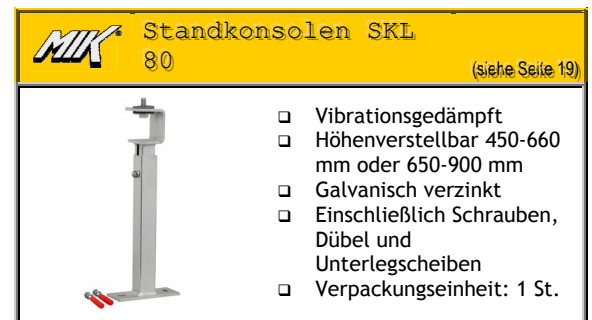 MIK® Standkonsolen SKL
80
(siehe Seite 19)
❑ Vibrationsgedämpft
❑ Höhenverstellbar 450-660
mm oder 650-900 mm
❑ Galvanisch verzinkt
❑ Einschließlich Schrauben,
Dübel und
Unterlegscheiben
❑ Verpackungseinheit: 1 St.